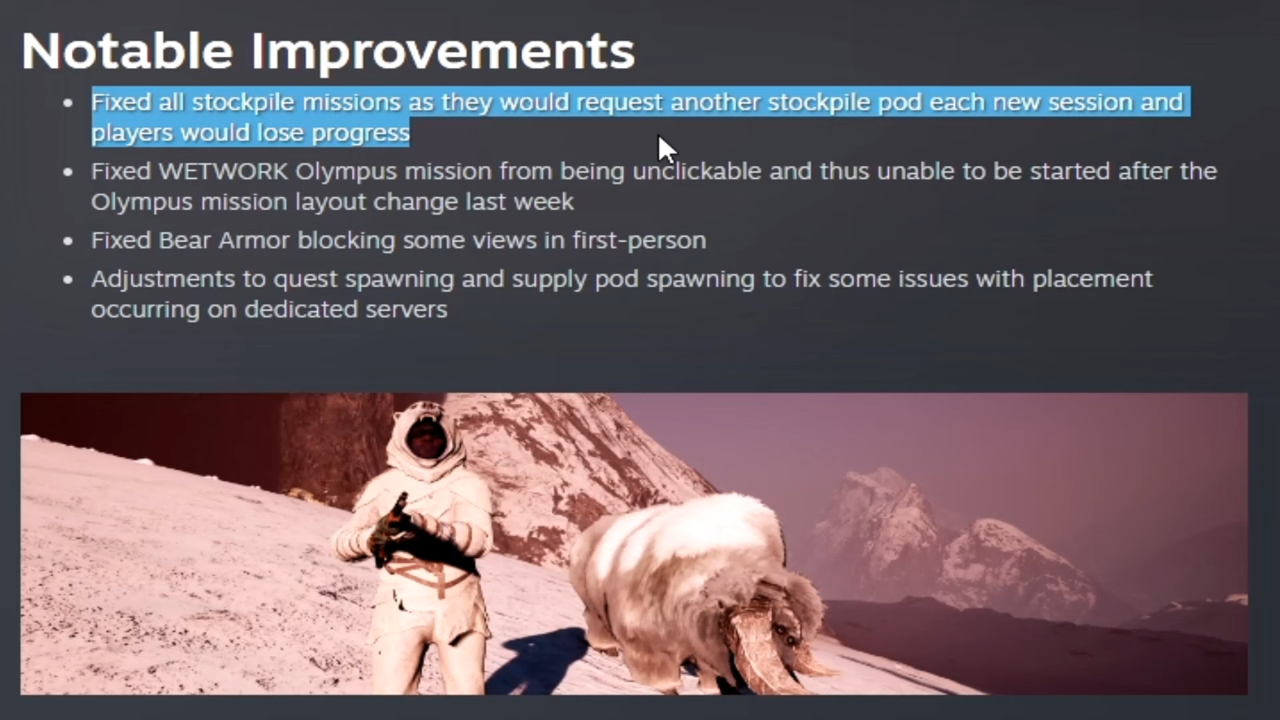 Notable Improvements
Fixed all stockpile missions as they would request another stockpile pod each new session and
players would lose progress
Fixed WETWORK Olympus mission from being unclickable and thus unable to be started after the
Olympus mission layout change last week
Fixed Bear Armor blocking some views in first-person
Adjustments to quest spawning and supply pod spawning to fix some issues with placement
occurring on dedicated servers